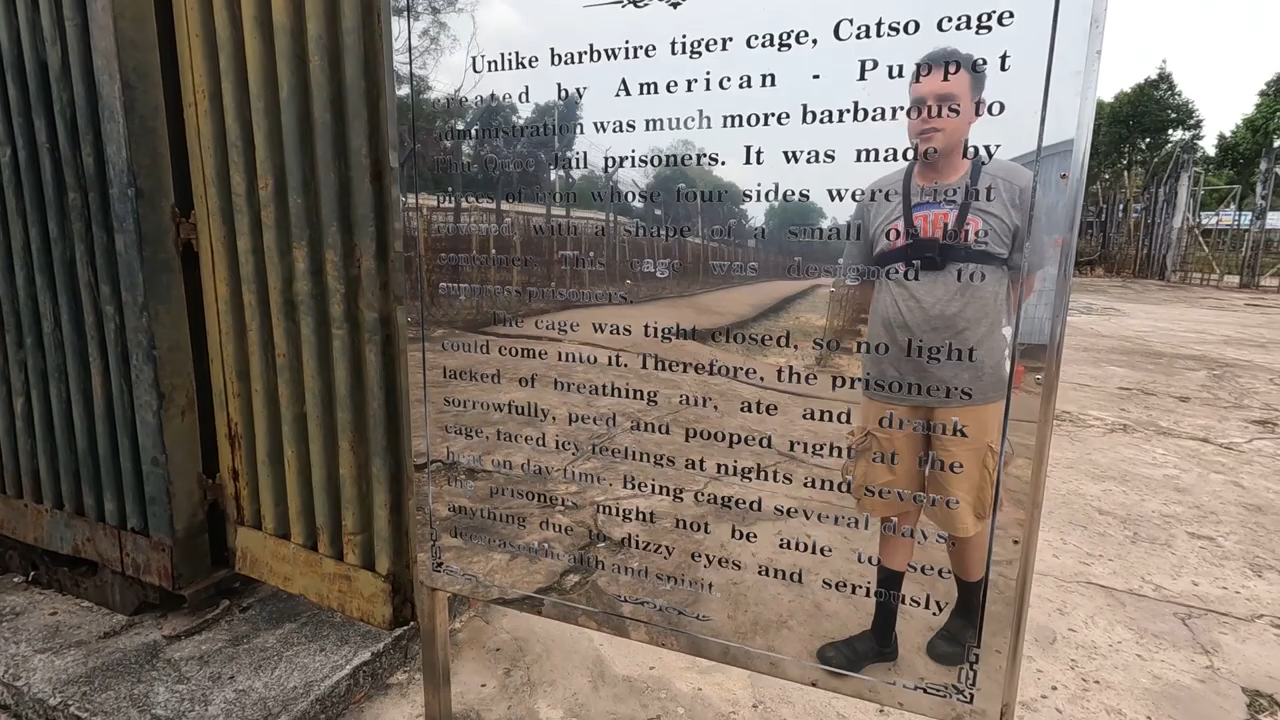 Unlike barbwire tiger cage, Catso cage
created by American - Puppet
administration was much more barbarous to
Phu Quoc Jail prisoners. It was made by
pieces of iron whose four sides were tight
covered, with a shape of a small or big
container. This cage was designed to
suppress prisoners.
The cage was tight closed, so no light
could come into it. Therefore, the prisoners
lacked of breathing air, ate and drank
sorrowfully, peed and pooped right at the
cage, faced icy feelings at nights and severe
heat on day-time. Being caged several days,
the prisoners might not be able to see
anything due to dizzy eyes and seriously
decreased health and spirit.